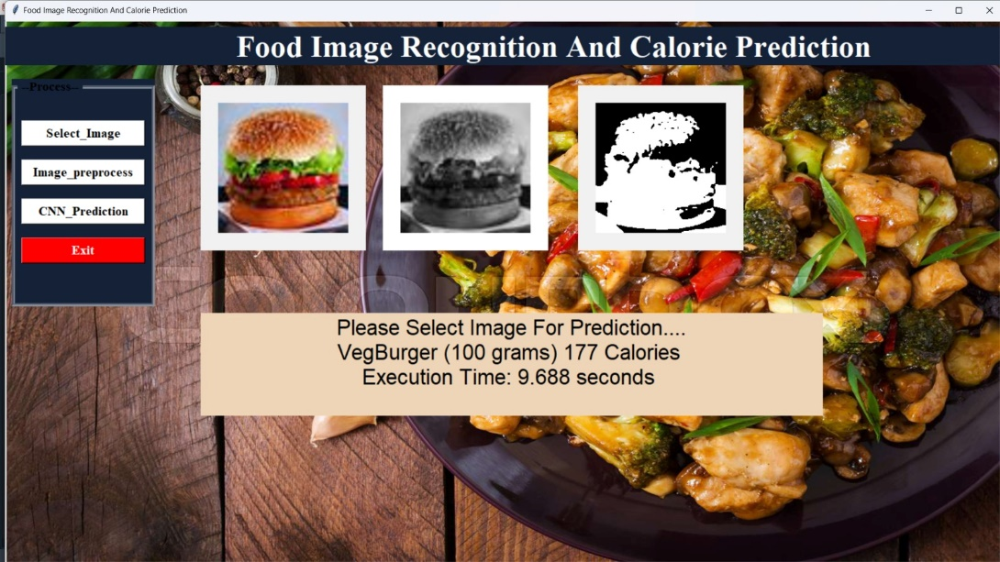 Food Image Recognition And Calorie Prediction
Food Image Recognition And Calorie Prediction
Process
Select_Image
Image_preprocess
CNN_Prediction
Exit
Please Select Image For Prediction....
VegBurger (100 grams) 177 Calories
Execution Time: 9.688 seconds